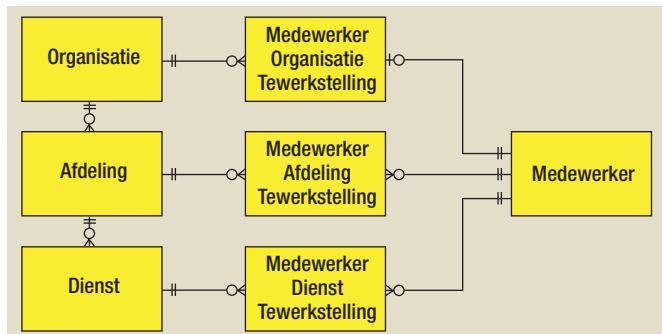 Organisatie
Medewerker
Organisatie
Tewerkstelling
Afdeling
Medewerker
Afdeling
Tewerkstelling
Medewerker
Dienst
Medewerker
Dienst
Tewerkstelling